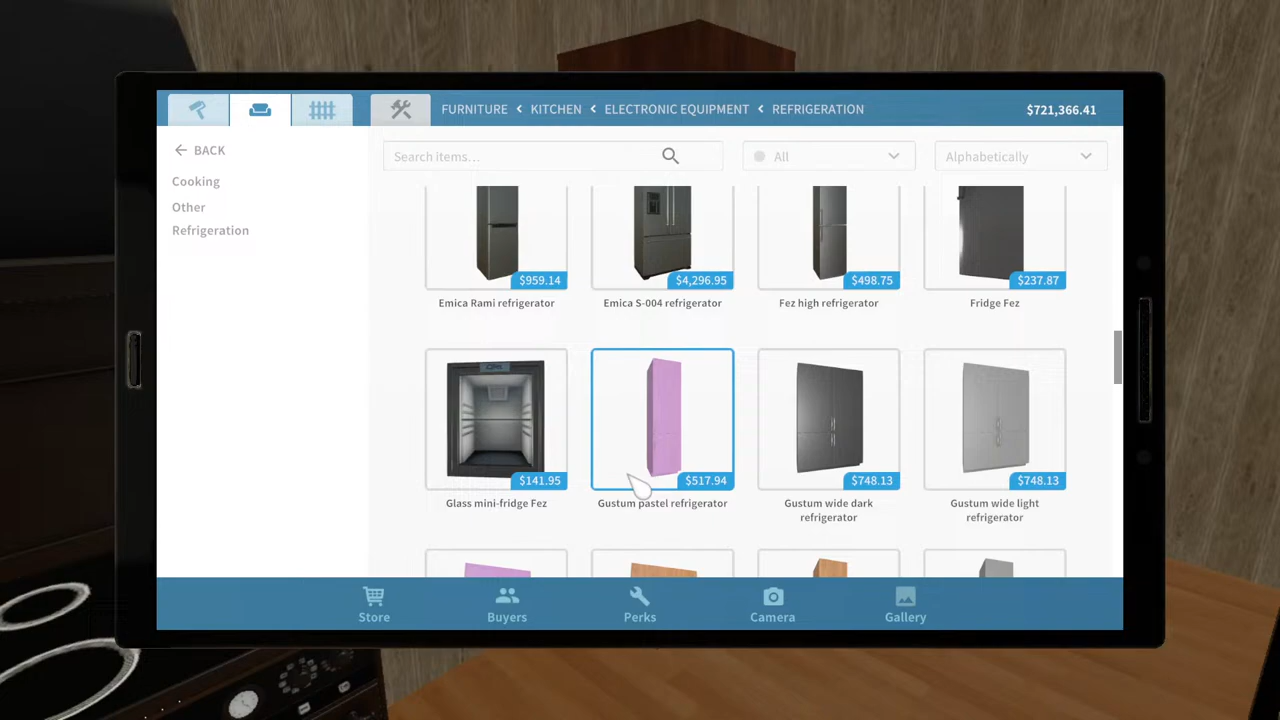 FURNITURE < KITCHEN < ELECTRONIC EQUIPMENT < REFRIGERATION
$721,366.41
BACK
Cooking
Other
Refrigeration
Search items...
All
Alphabetically
$959.14
$4,296.95
$498.75
$237.87
Emica Rami refrigerator
Emica S-004 refrigerator
Fez high refrigerator
Fridge Fez
$141.95
$517.94
$748.13
$748.13
Glass mini-fridge Fez
Gustum pastel refrigerator
Gustum wide dark
refrigerator
Gustum wide light
refrigerator
Store
Buyers
Perks
Camera
Gallery